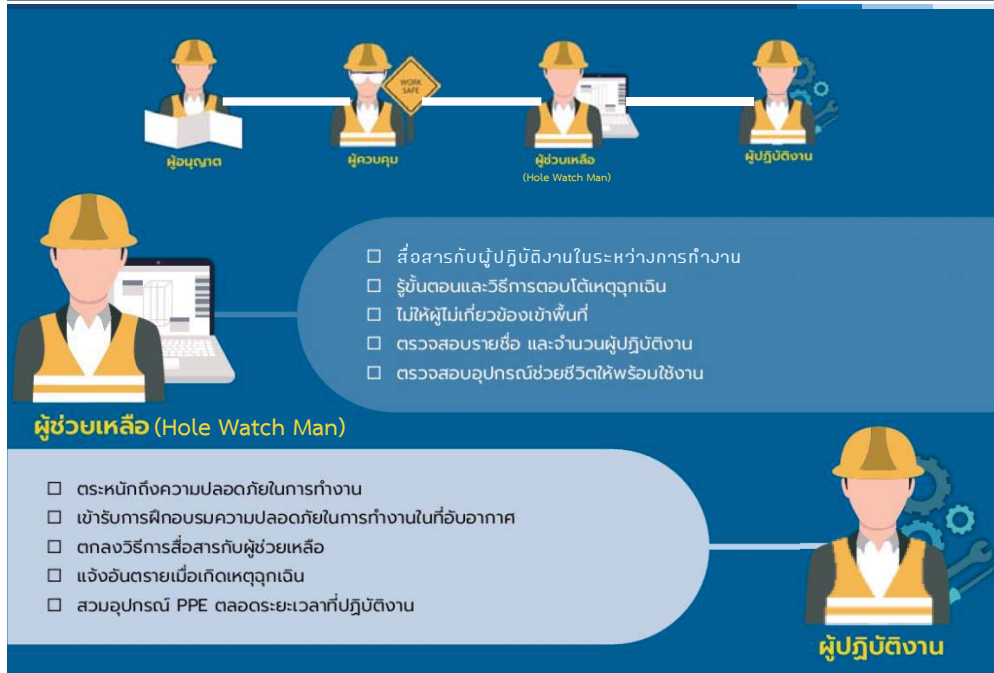 WORK
SAFE
ผู้อนุญาต
ผู้ควบคุม
ผู้ช่วยเหลือ
(Hole Watch Man)
ผู้ปฏิบัติงาน
สื่อสารกับผู้ปฏิบัติงานในระหว่างการทำงาน
รู้ขั้นตอนและวิธีการตอบโต้เหตุฉุกเฉิน
ไม่ให้ผู้ไม่เกี่ยวข้องเข้าพื้นที่
ตรวจสอบรายชื่อ และจำนวนผู้ปฏิบัติงาน
ตรวจสอบอุปกรณ์ช่วยชีวิตให้พร้อมใช้งาน
ผู้ช่วยเหลือ (Hole Watch Man)
ตระหนักถึงความปลอดภัยในการทำงาน
เข้ารับการฝึกอบรมความปลอดภัยในการทำงานในที่อับอากาศ
ตกลงวิธีการสื่อสารกับผู้ช่วยเหลือ
แจ้งอันตรายเมื่อเกิดเหตุฉุกเฉิน
สวมอุปกรณ์ PPE ตลอดระยะเวลาที่ปฏิบัติงาน
ผู้ปฏิบัติงาน